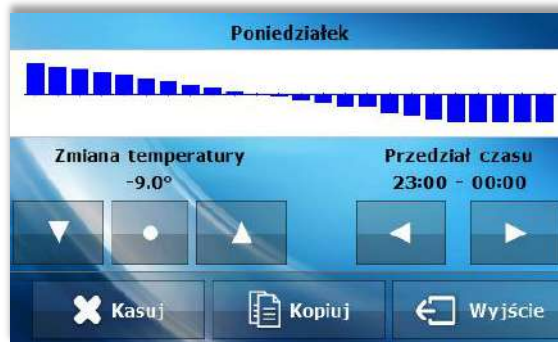 Poniedziałek
Zmiana temperatury
-9.0°
Przedział czasu
23:00 - 00:00
Kasuj
Kopiuj
Wyjście